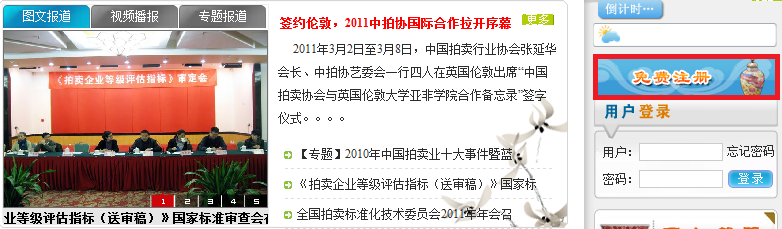 图文报道 视频播报 专题报道
《拍卖企业等级评估指标》审定会
1 2 3 4 5
业等级评估指标（送审稿）》国家标准审查会在
签约伦敦，2011中拍协国际合作拉开序幕 更多
2011年3月2日至3月8日，中国拍卖行业协会张延华
会长、中拍协艺委会一行四人在英国伦敦出席“中国
拍卖协会与英国伦敦大学亚非学院合作备忘录”签字
仪式。。。。
【专题】2010年中国拍卖业十大事件暨蓝
《拍卖企业等级评估指标（送审稿）》国家标
全国拍卖标准化技术委员会2011年年会召
倒计时…
免费注册
用户登录
用户： 忘记密码
密码： 登录